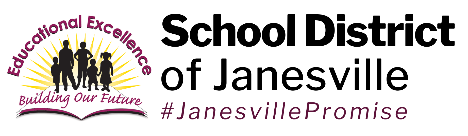 Educational Excellence
Building Our Future
School District
of Janesville
#JanesvillePromise